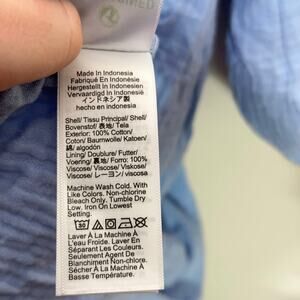 Made In Indonesia
Fabriqué En Indonésie
Hergestellt In Indonesien
Vervaardigd In Indonesië
インドネシア製
hecho en indonesia
Shell/ Tissu Principal/ Shell/
Bovenstof/ 表地/ Tela
Exterior: 100% Cotton/
Coton/ Baumwolle/ Katoen/
綿/ algodón
Lining/ Doublure/ Futter/
Voering/ 裏地/ Forro: 100%
Viscose/ Viscose/ Viskose/
Viscose/ レーヨン/ viscosa
Machine Wash Cold. With
Like Colors. Non-chlorine
Bleach Only. Tumble Dry
Low. Iron On Lowest
Setting.
30
Laver À La Machine À
L'eau Froide. Laver En
Séparant Les Couleurs.
Seulement Agent De
Blanchiment Non-chlore.
Sécher À La Machine À